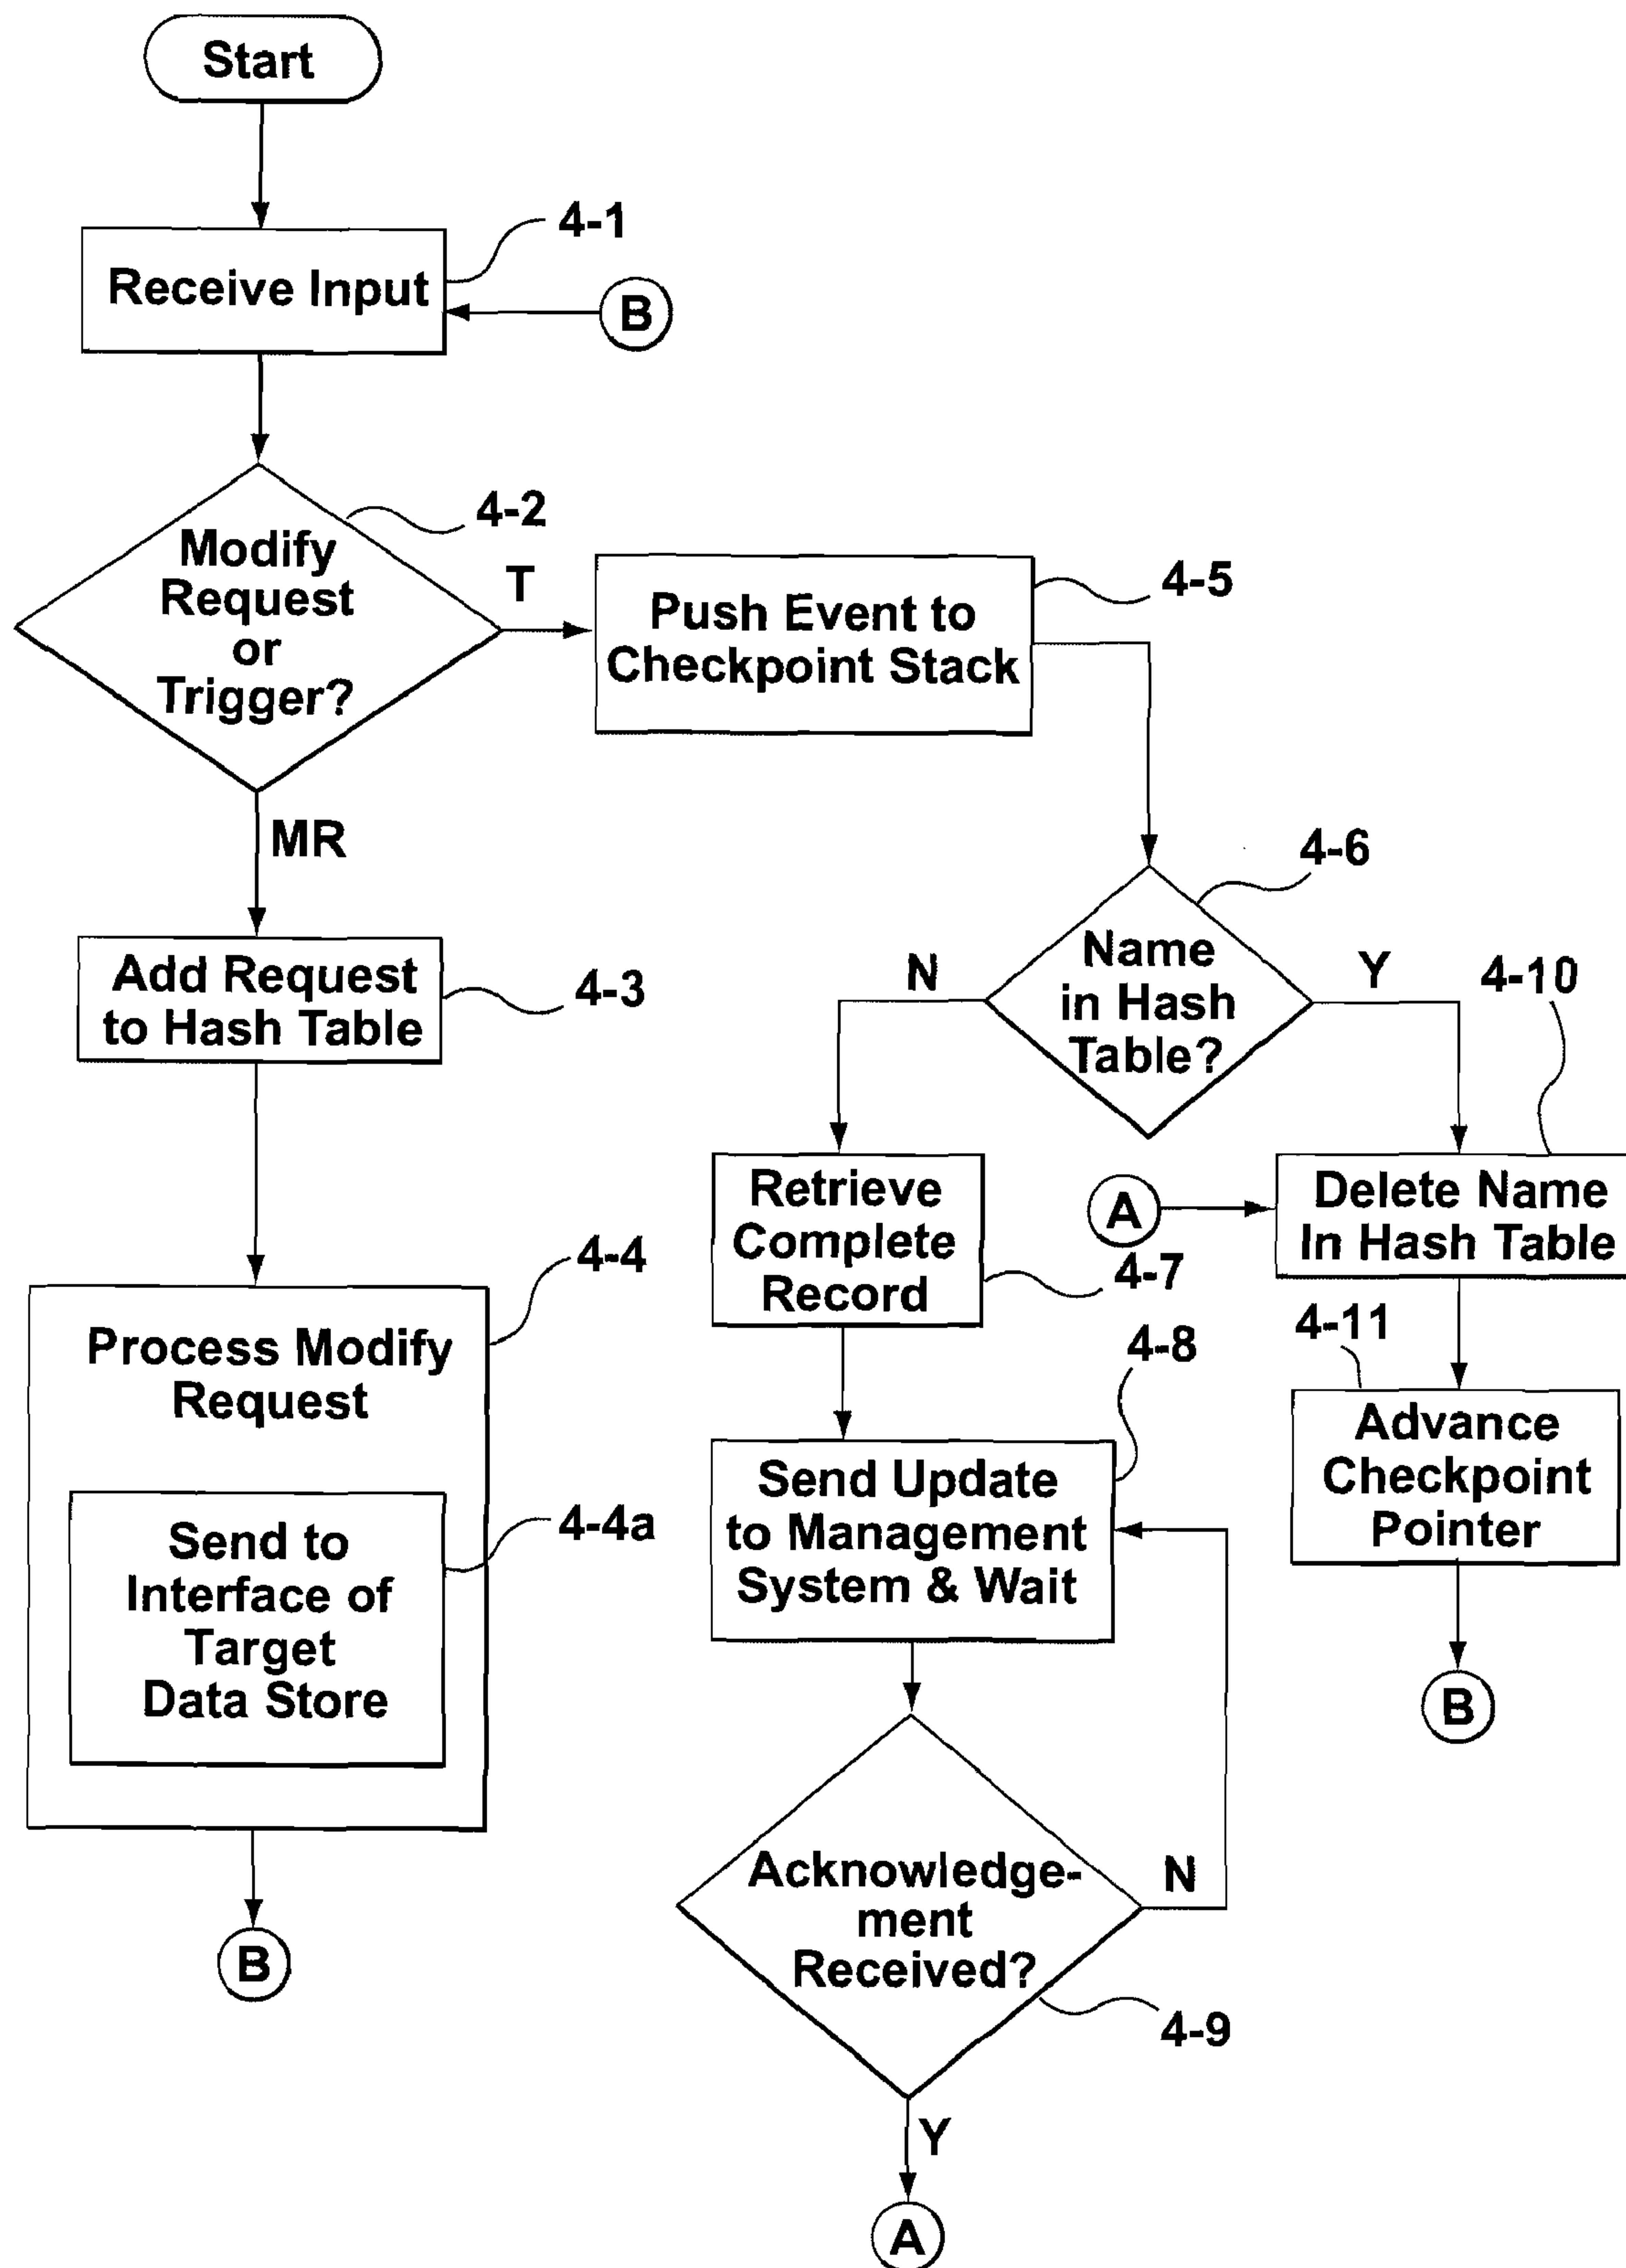 Start
4-1
Receive Input
B
4-2
Modify
Request
or
Trigger?
T
4-5
Push Event to
Checkpoint Stack
MR
4-3
Add Request
to Hash Table
4-6
Name
in Hash
Table?
N
Y
4-10
Retrieve
Complete
Record
4-7
A
Delete Name
In Hash Table
4-4
Process Modify
Request
4-4a
Send to
Interface of
Target
Data Store
B
4-8
Send Update
to Management
System & Wait
4-11
Advance
Checkpoint
Pointer
B
Acknowledge-
ment
Received?
N
4-9
Y
A